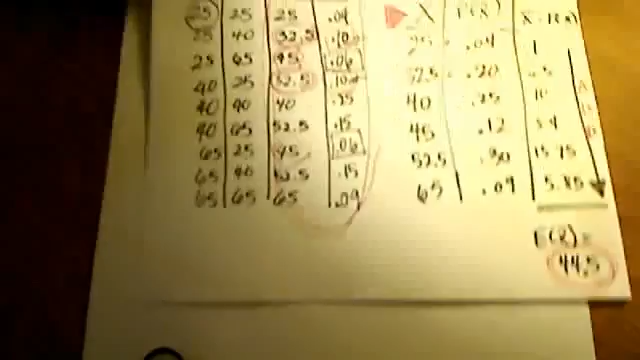 25 25 25 .04
25 40 32.5 .10
25 65 45 .06
40 25 32.5 .10
40 40 40 .25
40 65 52.5 .15
65 25 45 .06
65 40 52.5 .15
65 65 65 .09
X P(X) X·P(X)
25 .04 1
32.5 .20 6.5
40 .25 10
45 .12 5.4
52.5 .30 15.75
65 .09 5.85
E(X)=
44.5